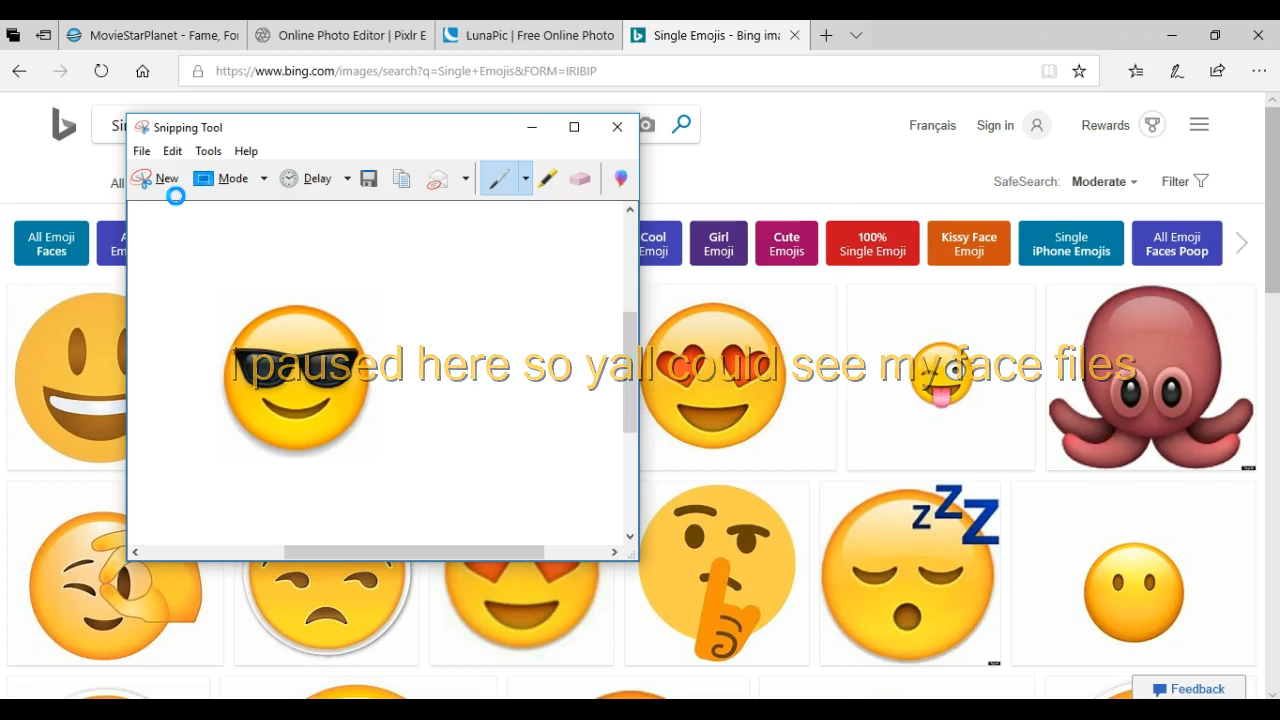 MovieStarPlanet - Fame, For
Online Photo Editor | Pixlr E
LunaPic | Free Online Photo
Single Emojis - Bing ima
https://www.bing.com/images/search?q=Single+Emojis&FORM=IRIBIP
Français
Sign in
Rewards
Snipping Tool
File Edit Tools Help
New
Mode
Delay
All
SafeSearch: Moderate
Filter
All Emoji
Faces
Cool
Emoji
Girl
Emoji
Cute
Emojis
100%
Single Emoji
Kissy Face
Emoji
Single
iPhone Emojis
All Emoji
Faces Poop
I paused here so yall could see my face files
z z Z
Feedback